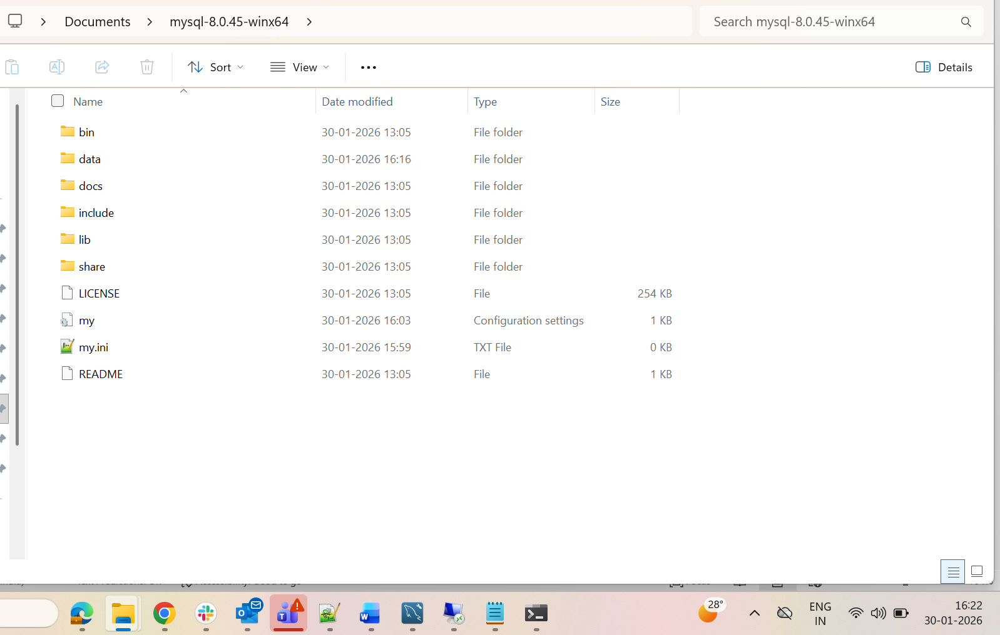 Documents
mysql-8.0.45-winx64
Search mysql-8.0.45-winx64
Sort
View
Details
Name Date modified Type Size
bin 30-01-2026 13:05 File folder
data 30-01-2026 16:16 File folder
docs 30-01-2026 13:05 File folder
include 30-01-2026 13:05 File folder
lib 30-01-2026 13:05 File folder
share 30-01-2026 13:05 File folder
LICENSE 30-01-2026 13:05 File 254 KB
my 30-01-2026 16:03 Configuration settings 1 KB
my.ini 30-01-2026 15:59 TXT File 0 KB
README 30-01-2026 13:05 File 1 KB
28°
ENG
IN
16:22
30-01-2026